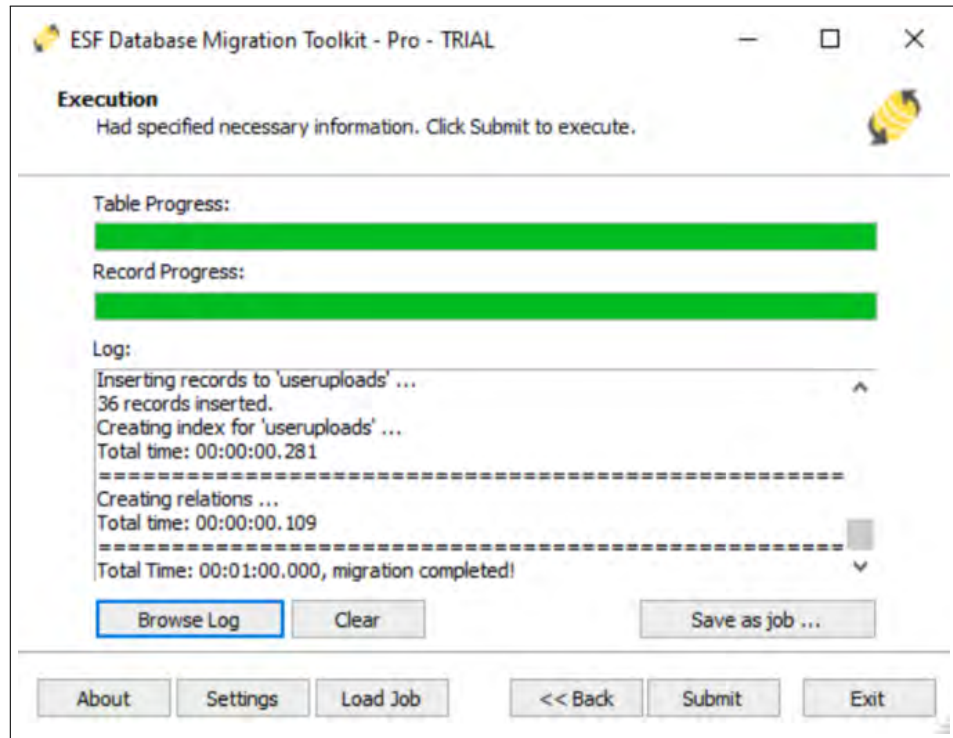 ESF Database Migration Toolkit - Pro - TRIAL
Execution
Had specified necessary information. Click Submit to execute.
Table Progress:
Record Progress:
Log:
Inserting records to 'useruploads' ...
36 records inserted.
Creating index for 'useruploads' ...
Total time: 00:00:00.281
====================================================
Creating relations ...
Total time: 00:00:00.109
====================================================
Total Time: 00:01:00.000, migration completed!
Browse Log Clear Save as job ...
About Settings Load Job << Back Submit Exit